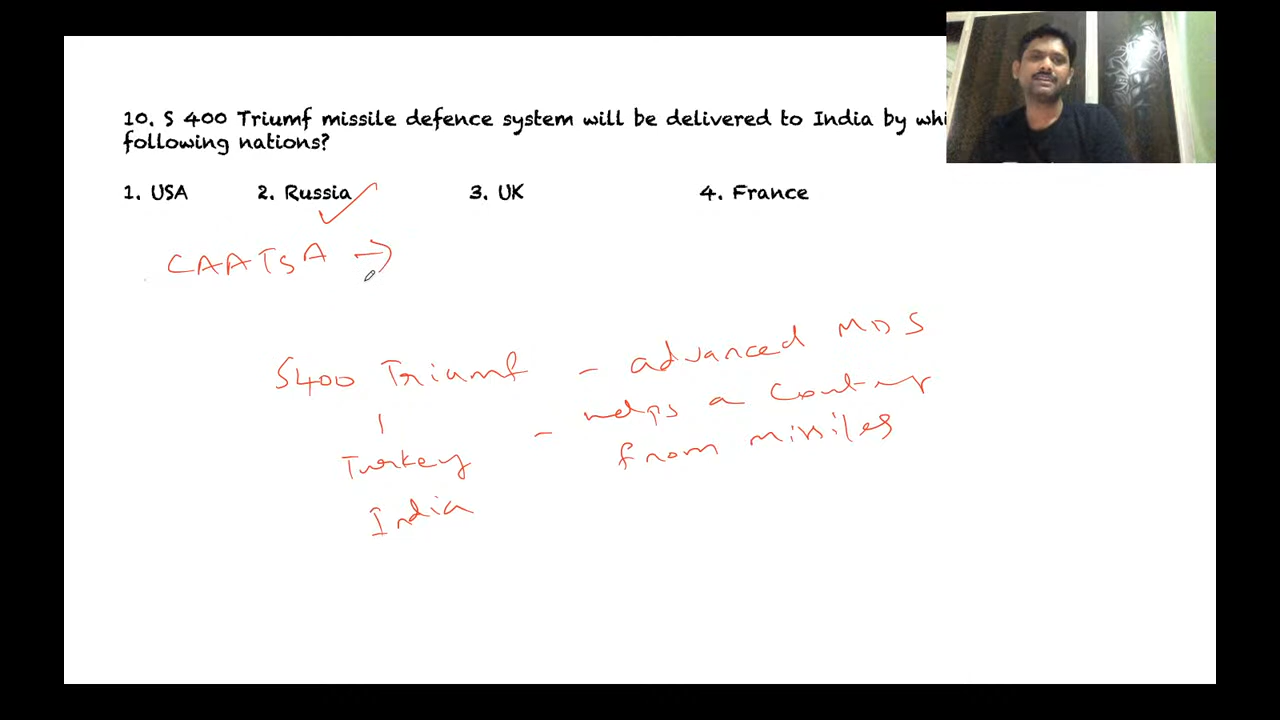 10. S 400 Triumf missile defence system will be delivered to India by whi
following nations?
1. USA 2. Russia 3. UK 4. France
CAATSA →
S400 Triumf - advanced MDS
- helps a country
from missiles
Turkey
India